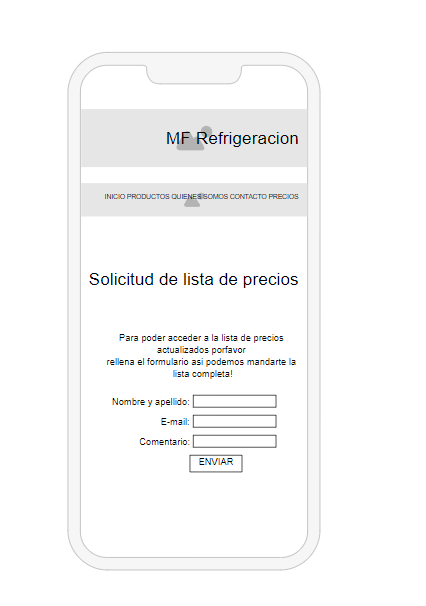 MF Refrigeracion
INICIO PRODUCTOS QUIENES SOMOS CONTACTO PRECIOS
Solicitud de lista de precios
Para poder acceder a la lista de precios
actualizados porfavor
rellena el formulario asi podemos mandarte la
lista completa!
Nombre y apellido:
E-mail:
Comentario:
ENVIAR